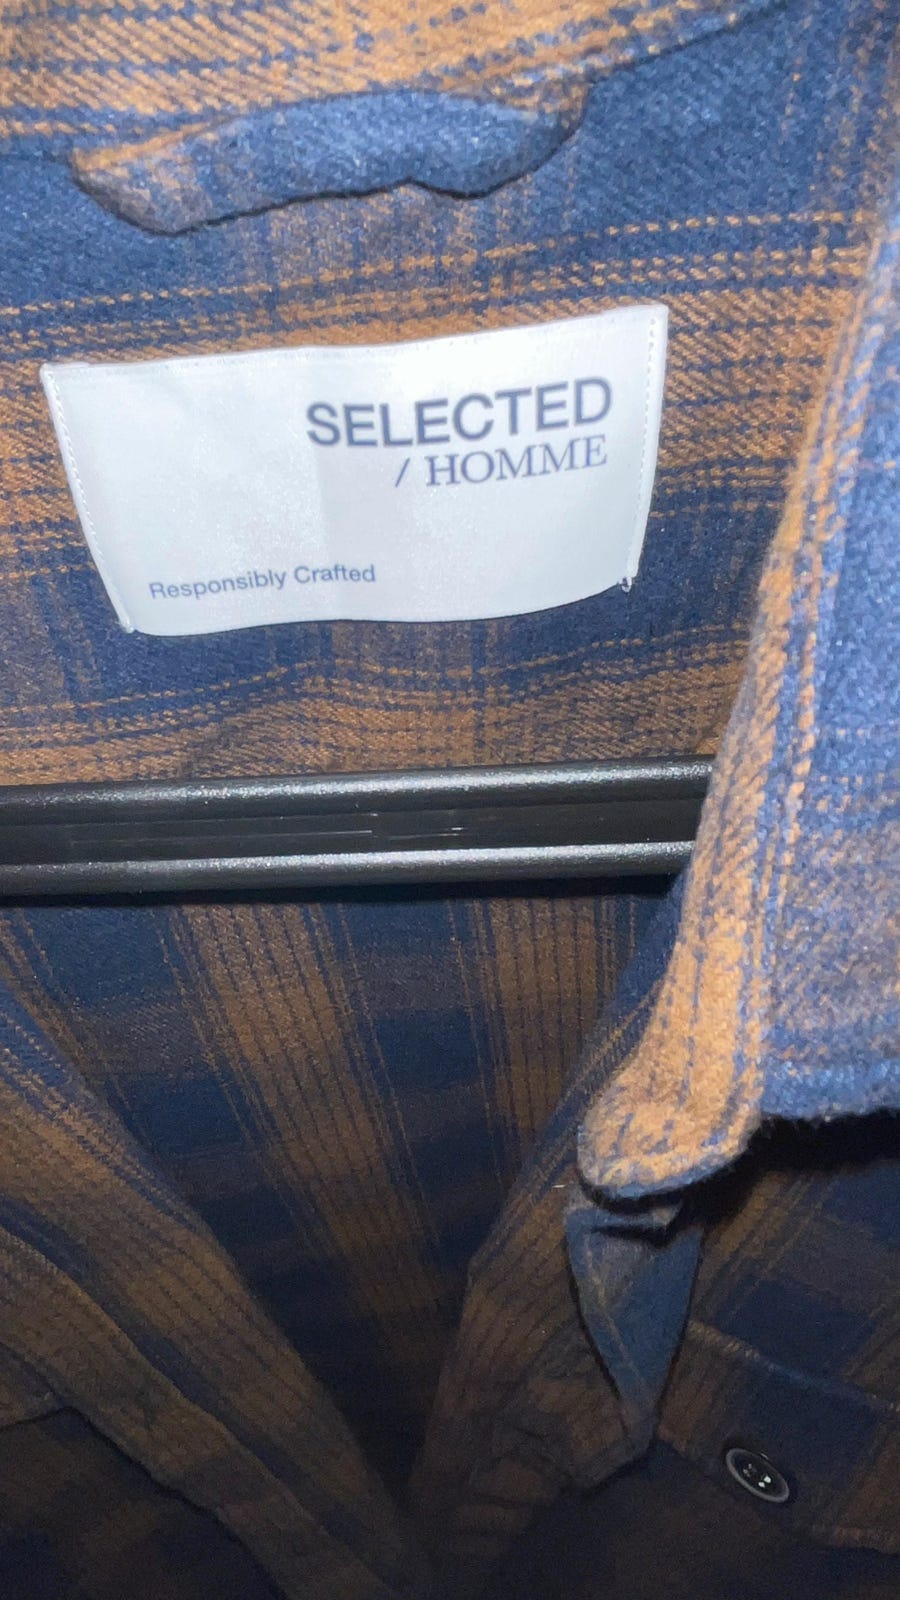 SELECTED
/ HOMME
Responsibly Crafted